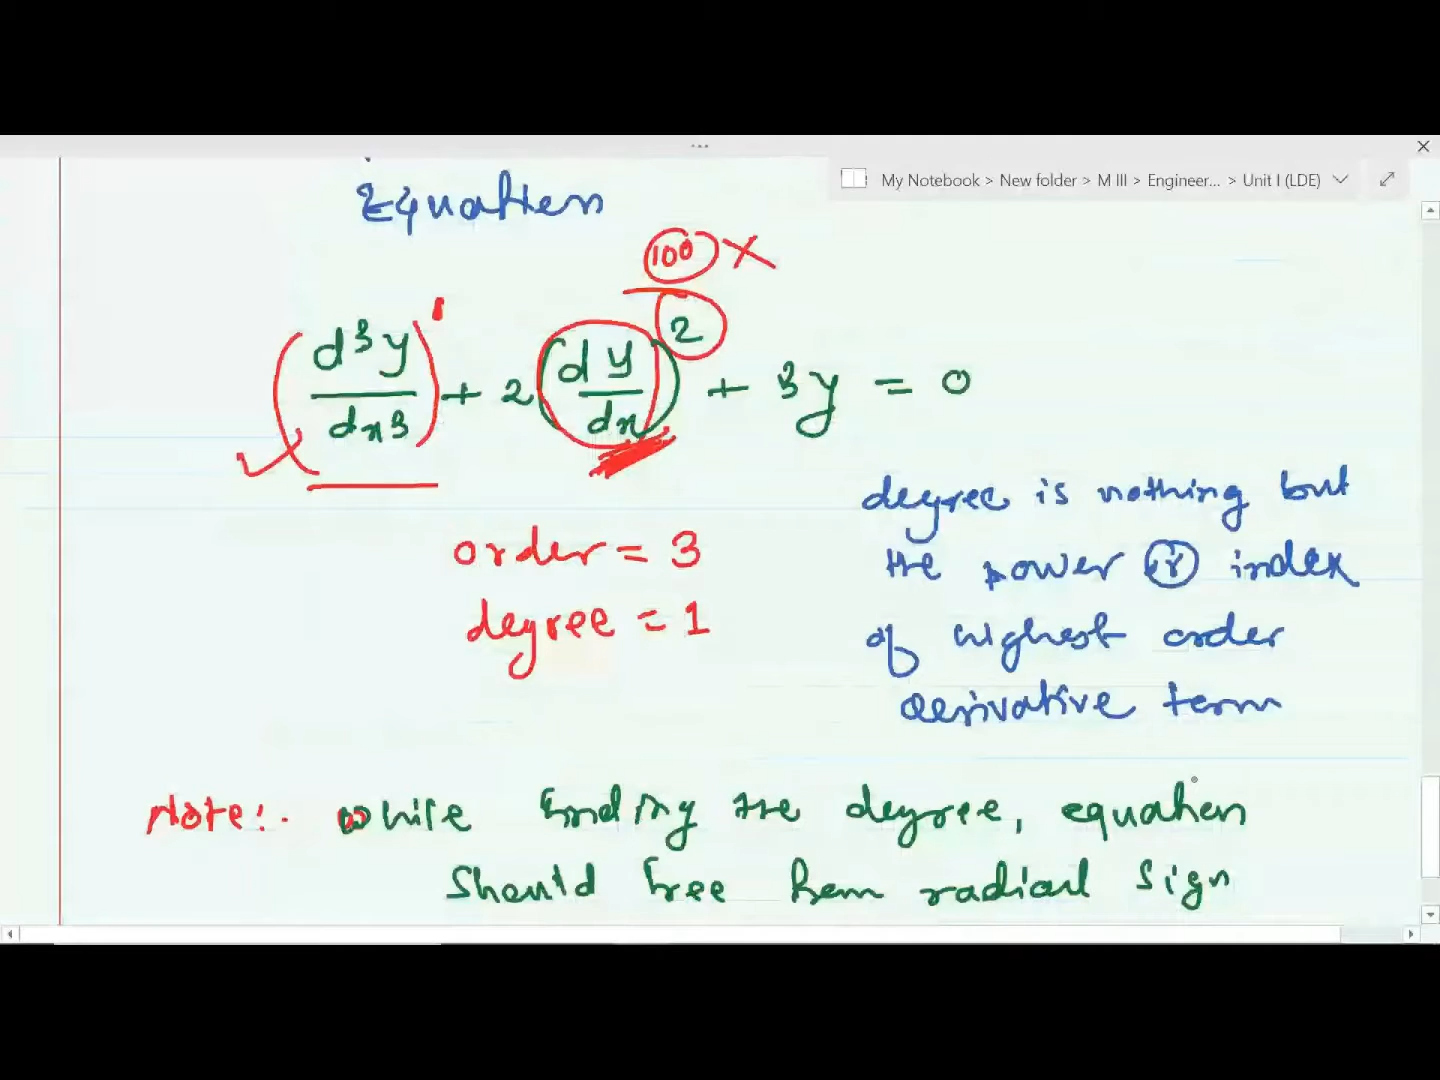 My Notebook > New folder > M III > Engineer... > Unit I (LDE)
Equation
100 ×
(d³y/dx³)¹ + 2(dy/dx)² + 3y = 0
degree is nothing but
the power or index
of highest order
derivative term
order = 3
degree = 1
Note:. while finding the degree, equation
should free from radical sign